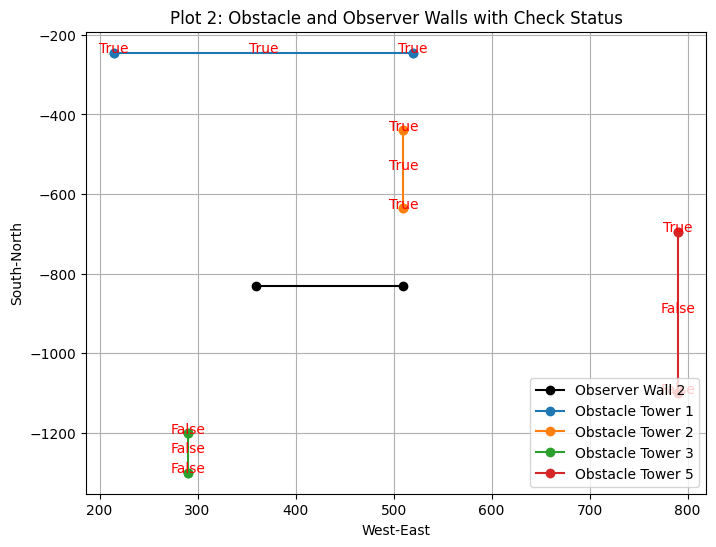 Plot 2: Obstacle and Observer Walls with Check Status
South-North
−200
−400
−600
−800
−1000
−1200
True
True
True
True
True
True
True
False
False
False
False
Observer Wall 2
Obstacle Tower 1
Obstacle Tower 2
Obstacle Tower 3
Obstacle Tower 5
200
300
400
500
600
700
800
West-East